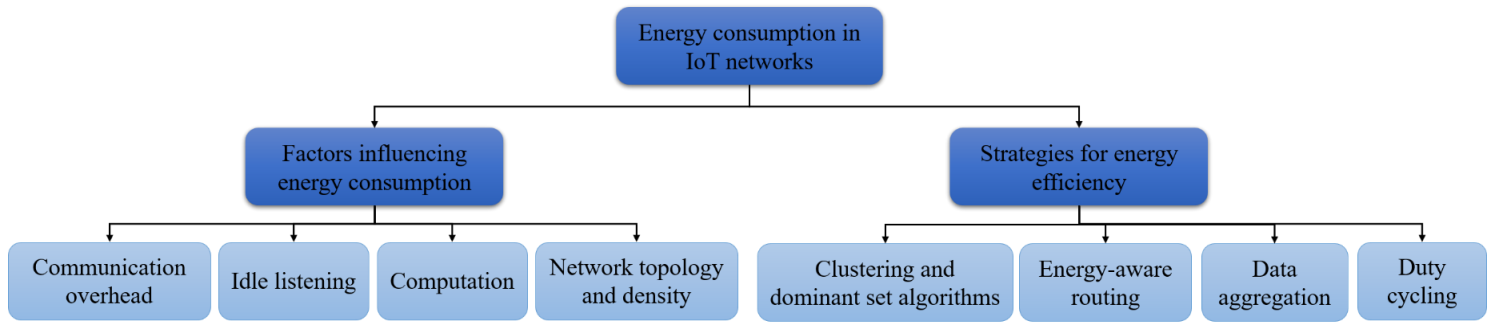 Energy consumption in
IoT networks
Factors influencing
energy consumption
Strategies for energy
efficiency
Communication
overhead
Idle listening
Computation
Network topology
and density
Clustering and
dominant set algorithms
Energy-aware
routing
Data
aggregation
Duty
cycling